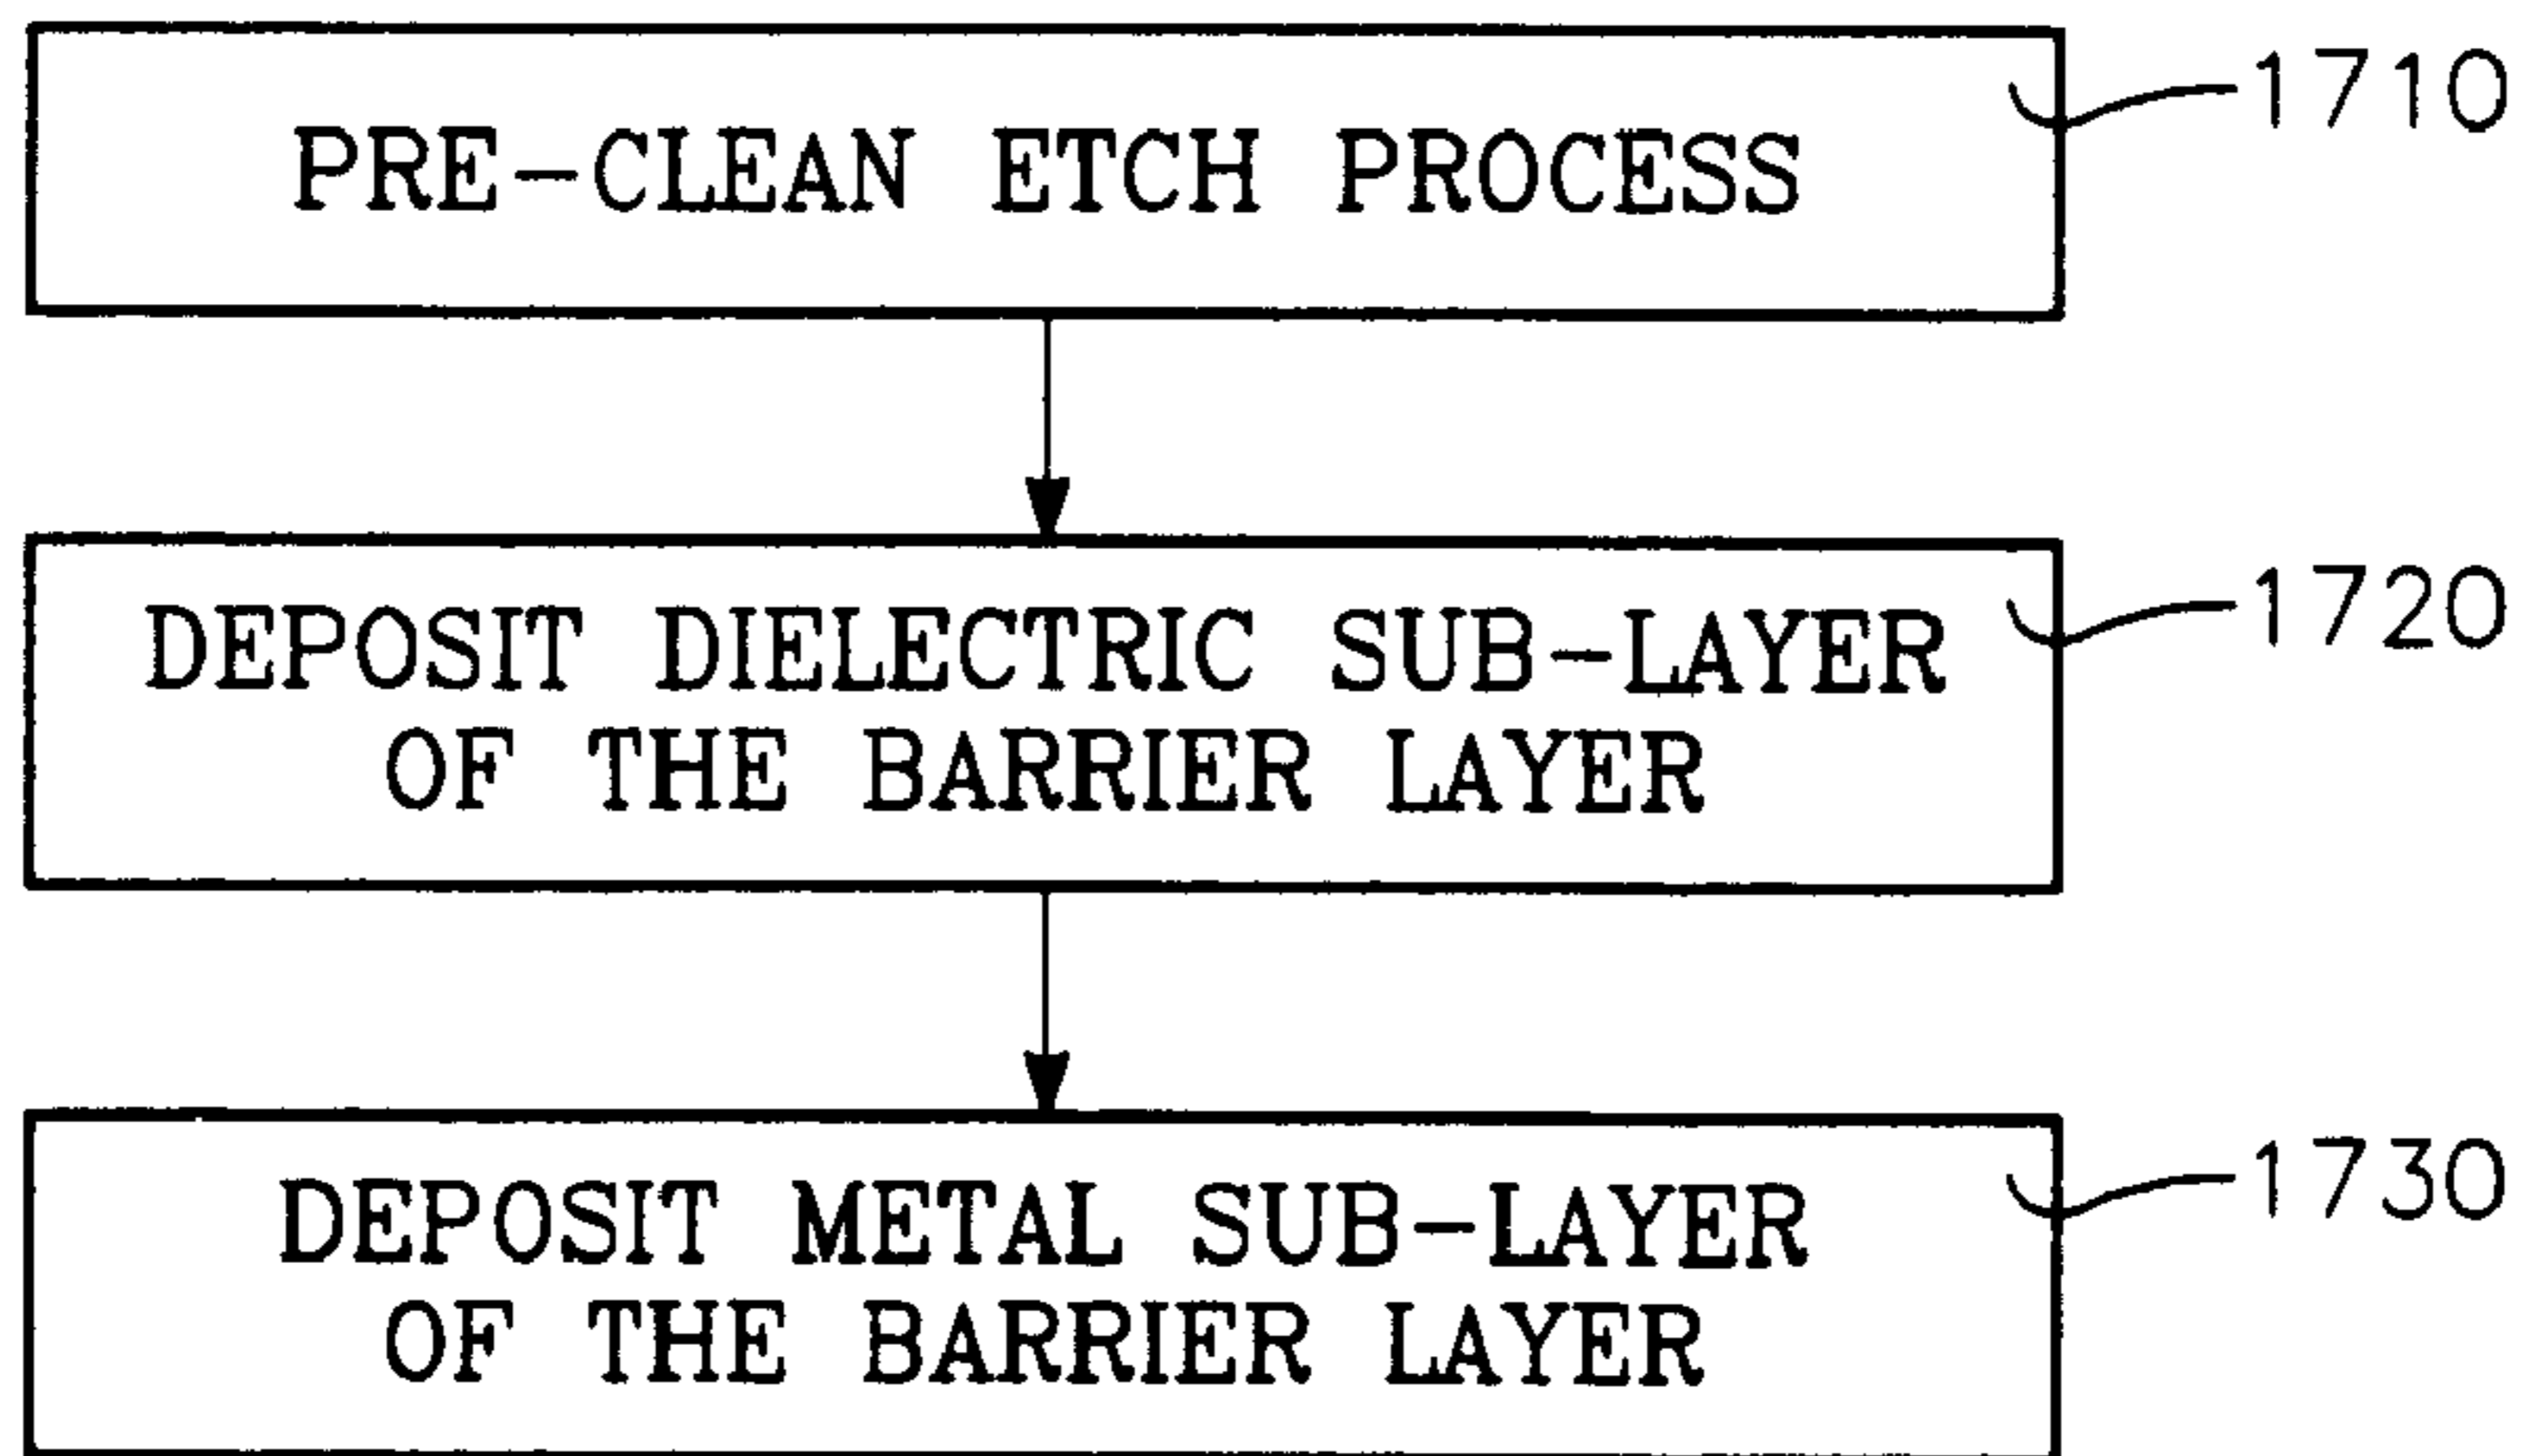 PRE-CLEAN ETCH PROCESS
1710
DEPOSIT DIELECTRIC SUB-LAYER
OF THE BARRIER LAYER
1720
DEPOSIT METAL SUB-LAYER
OF THE BARRIER LAYER
1730